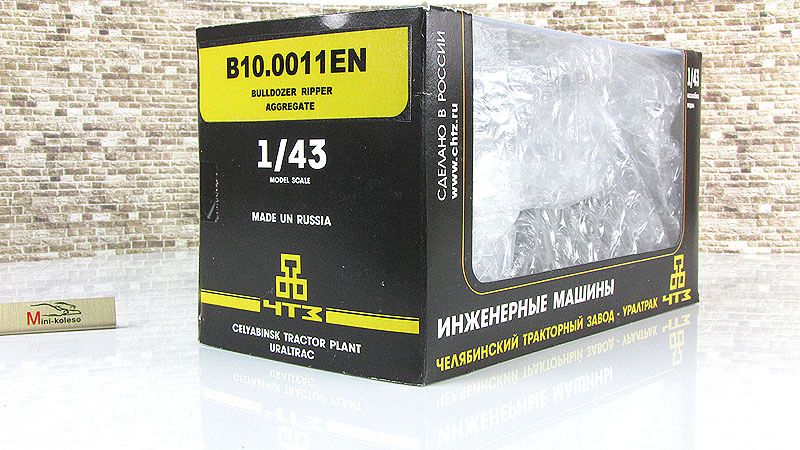 B10.0011EN
BULLDOZER RIPPER
AGGREGATE
1/43
MODEL SCALE
MADE UN RUSSIA
ЧТЗ
CELYABINSK TRACTOR PLANT
URALTRAC
СДЕЛАНО В РОССИИ
www.chtz.ru
1/43
ИНЖЕНЕРНЫЕ МАШИНЫ
ЧЕЛЯБИНСКИЙ ТРАКТОРНЫЙ ЗАВОД - УРАЛТРАК
ЧТЗ
Mini-koleso